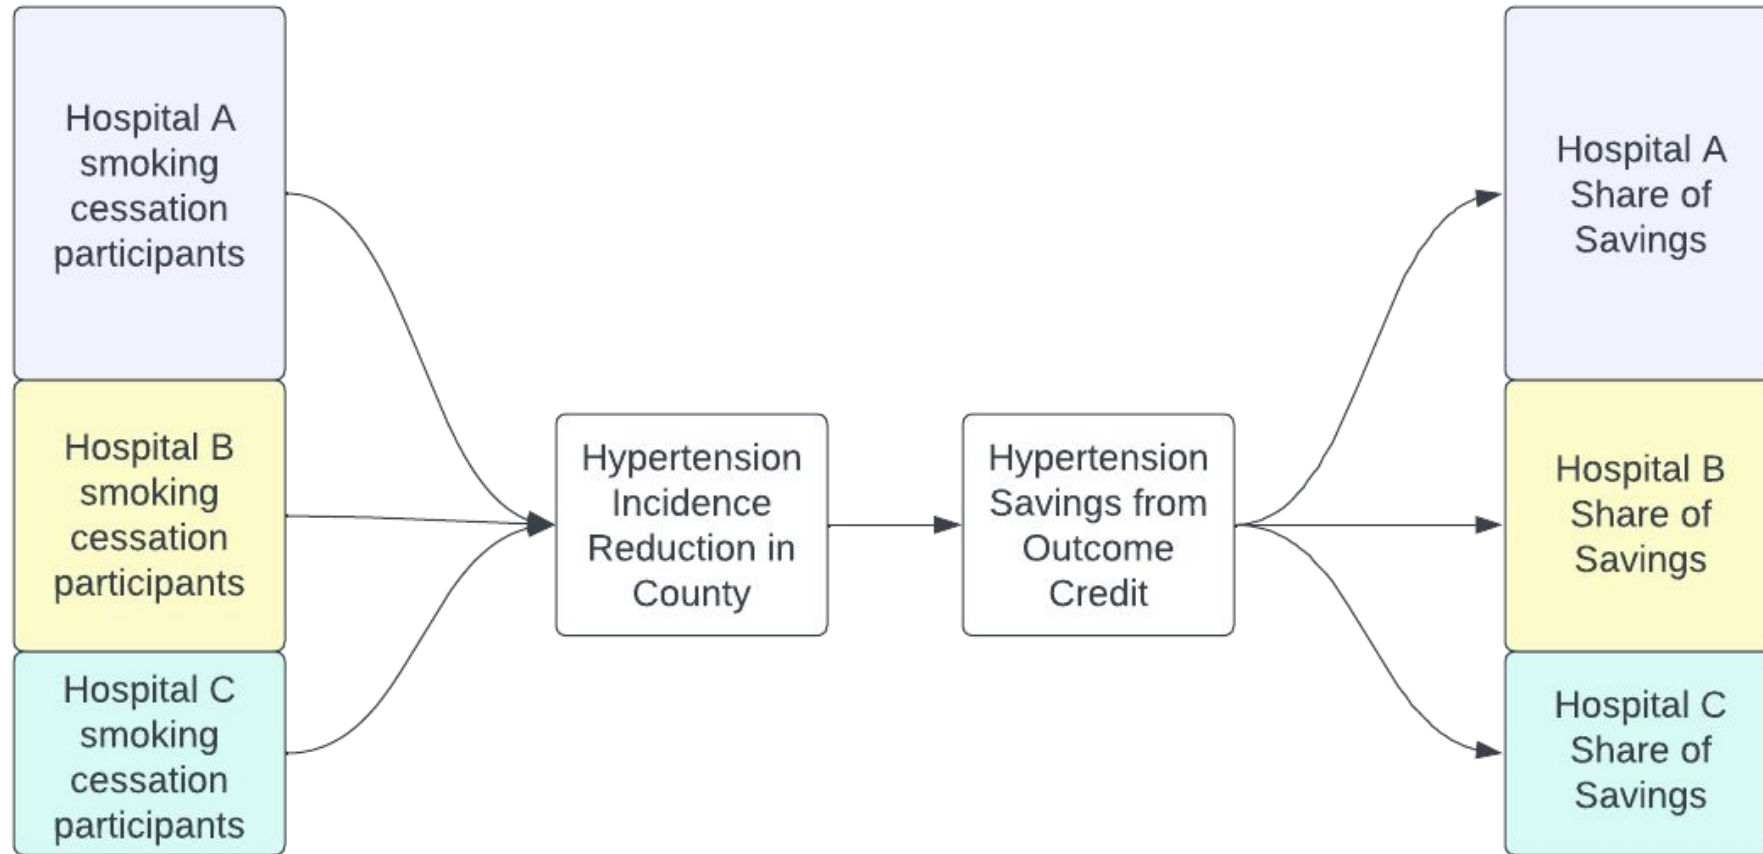 Hospital A
smoking
cessation
participants
Hospital B
smoking
cessation
participants
Hospital C
smoking
cessation
participants
Hypertension
Incidence
Reduction in
County
Hypertension
Savings from
Outcome
Credit
Hospital A
Share of
Savings
Hospital B
Share of
Savings
Hospital C
Share of
Savings